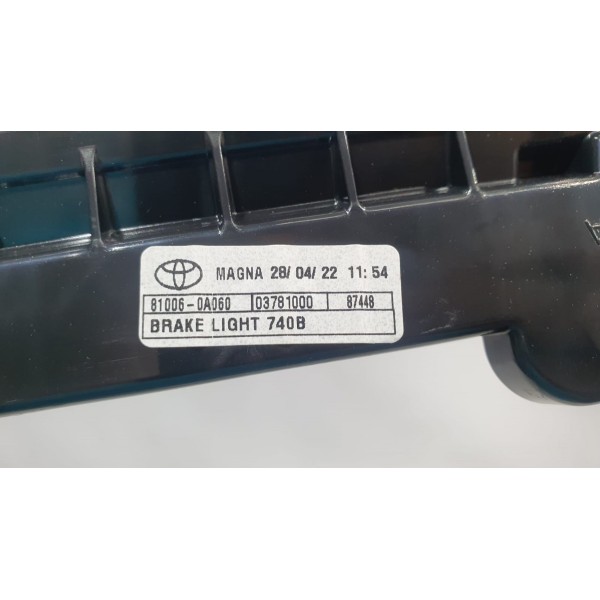 MAGNA 28/ 04/ 22 11: 54
81006-0A060 03781000 87448
BRAKE LIGHT 740B